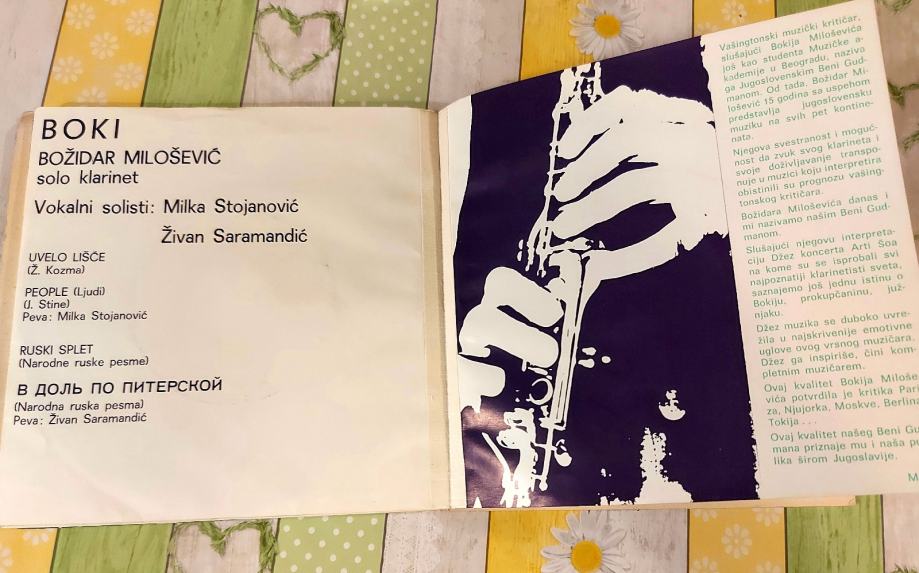 BOKI
BOŽIDAR MILOŠEVIĆ
solo klarinet
Vokalni solisti: Milka Stojanović
Živan Saramandić
UVELO LIŠĆE
(Ž. Kozma)
PEOPLE (Ljudi)
(J. Stine)
Peva: Milka Stojanović
RUSKI SPLET
(Narodne ruske pesme)
В ДОЛЬ ПО ПИТЕРСКОЙ
(Narodna ruska pesma)
Peva: Živan Saramandić
Vašingtonski muzički kritičar,
slušajući Bokija Miloševića
još kao studenta Muzičke a-
kademije u Beogradu, naziva
ga Jugoslovenskim Beni Gud-
manom. Od tada, Božidar Mi-
lošević 15 godina sa uspehom
predstavlja jugoslovensku
muziku na svih pet kontine-
nata.
Njegova svestranost i moguć-
nost da zvuk svog klarineta i
svoje doživljavanje transpo-
nuje u muzici koju interpretira
obistinili su prognozu vašing-
tonskog kritičara.
Božidara Miloševića danas i
mi nazivamo našim Beni Gud-
manom.
Slušajući njegovu interpreta-
ciju Džez koncerta Arti Šoa
na kome su se isprobali svi
najpoznatiji klarinetisti sveta,
saznajemo još jednu istinu o
Bokiju, prokupčaninu, juž-
njaku.
Džez muzika se duboko uvre-
žila u najskrivenije emotivne
uglove ovog vrsnog muzičara.
Džez ga inspiriše, čini kom-
pletnim muzičarem.
Ovaj kvalitet Bokija Miloše
vića potvrdila je kritika Pari
za, Njujorka, Moskve, Berlina
Tokija . . .
Ovaj kvalitet našeg Beni Gu
mana priznaje mu i naša p
lika širom Jugoslavije.
M